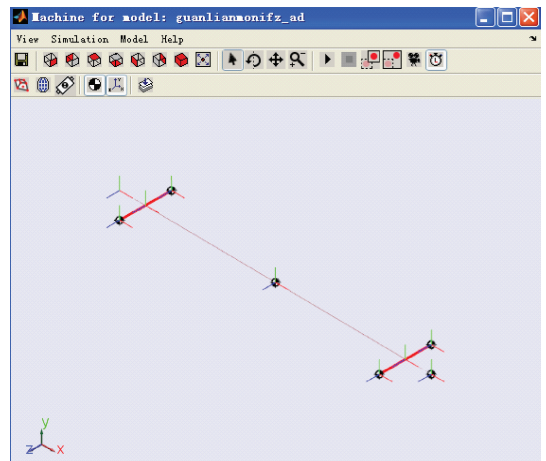 Machine for model: guanlianmonifz_ad
View Simulation Model Help
y
z x